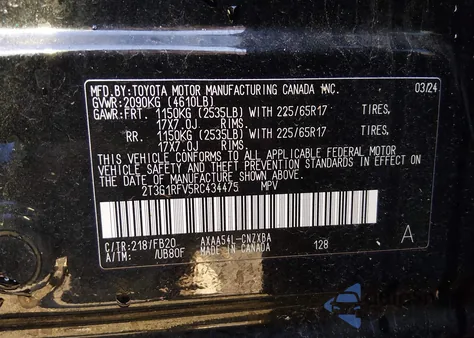 MFD.BY:TOYOTA MOTOR MANUFACTURING CANADA INC. 03/24
GVWR:2090KG (4610LB)
GAWR:FRT. 1150KG (2535LB) WITH 225/65R17 TIRES.
17X7.0J RIMS.
RR. 1150KG (2535LB) WITH 225/65R17 TIRES.
17X7.0J RIMS.
THIS VEHICLE CONFORMS TO ALL APPLICABLE FEDERAL MOTOR
VEHICLE SAFETY AND THEFT PREVENTION STANDARDS IN EFFECT ON
THE DATE OF MANUFACTURE SHOWN ABOVE.
2T3G1RFV5RC434475 MPV
C/TR:218/FB20 AXAA54L-CNZXBA A
A/TM: /UB80F MADE IN CANADA 128